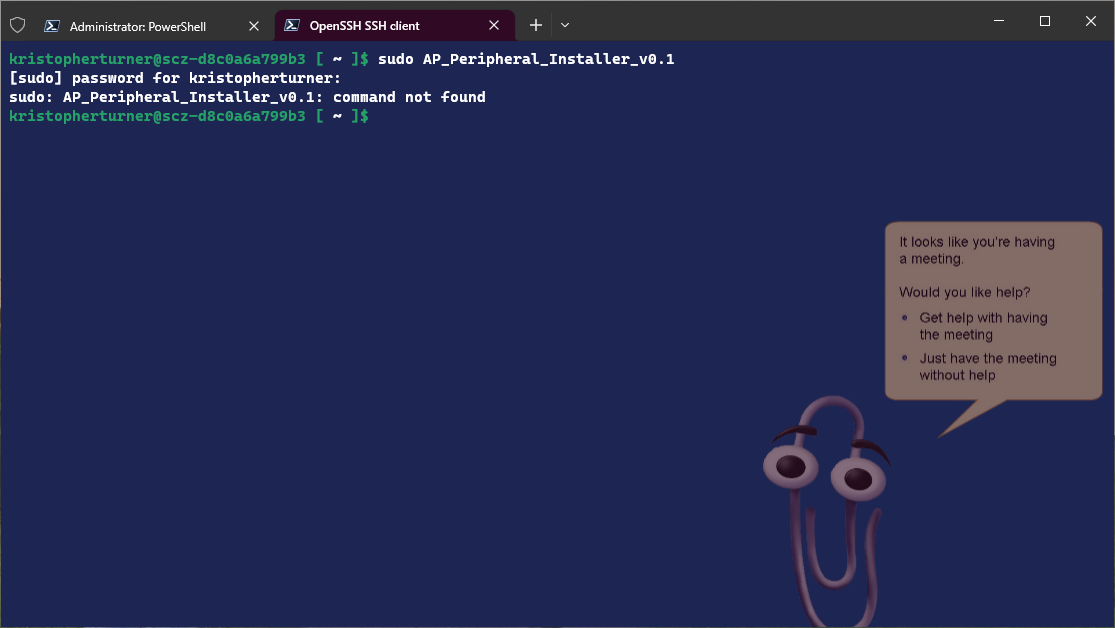 Administrator: PowerShell
OpenSSH SSH client
kristopherturner@scz-d8c0a6a799b3 [ ~ ]$ sudo AP_Peripheral_Installer_v0.1
[sudo] password for kristopherturner:
sudo: AP_Peripheral_Installer_v0.1: command not found
kristopherturner@scz-d8c0a6a799b3 [ ~ ]$
It looks like you're having
a meeting.
Would you like help?
• Get help with having
the meeting
• Just have the meeting
without help